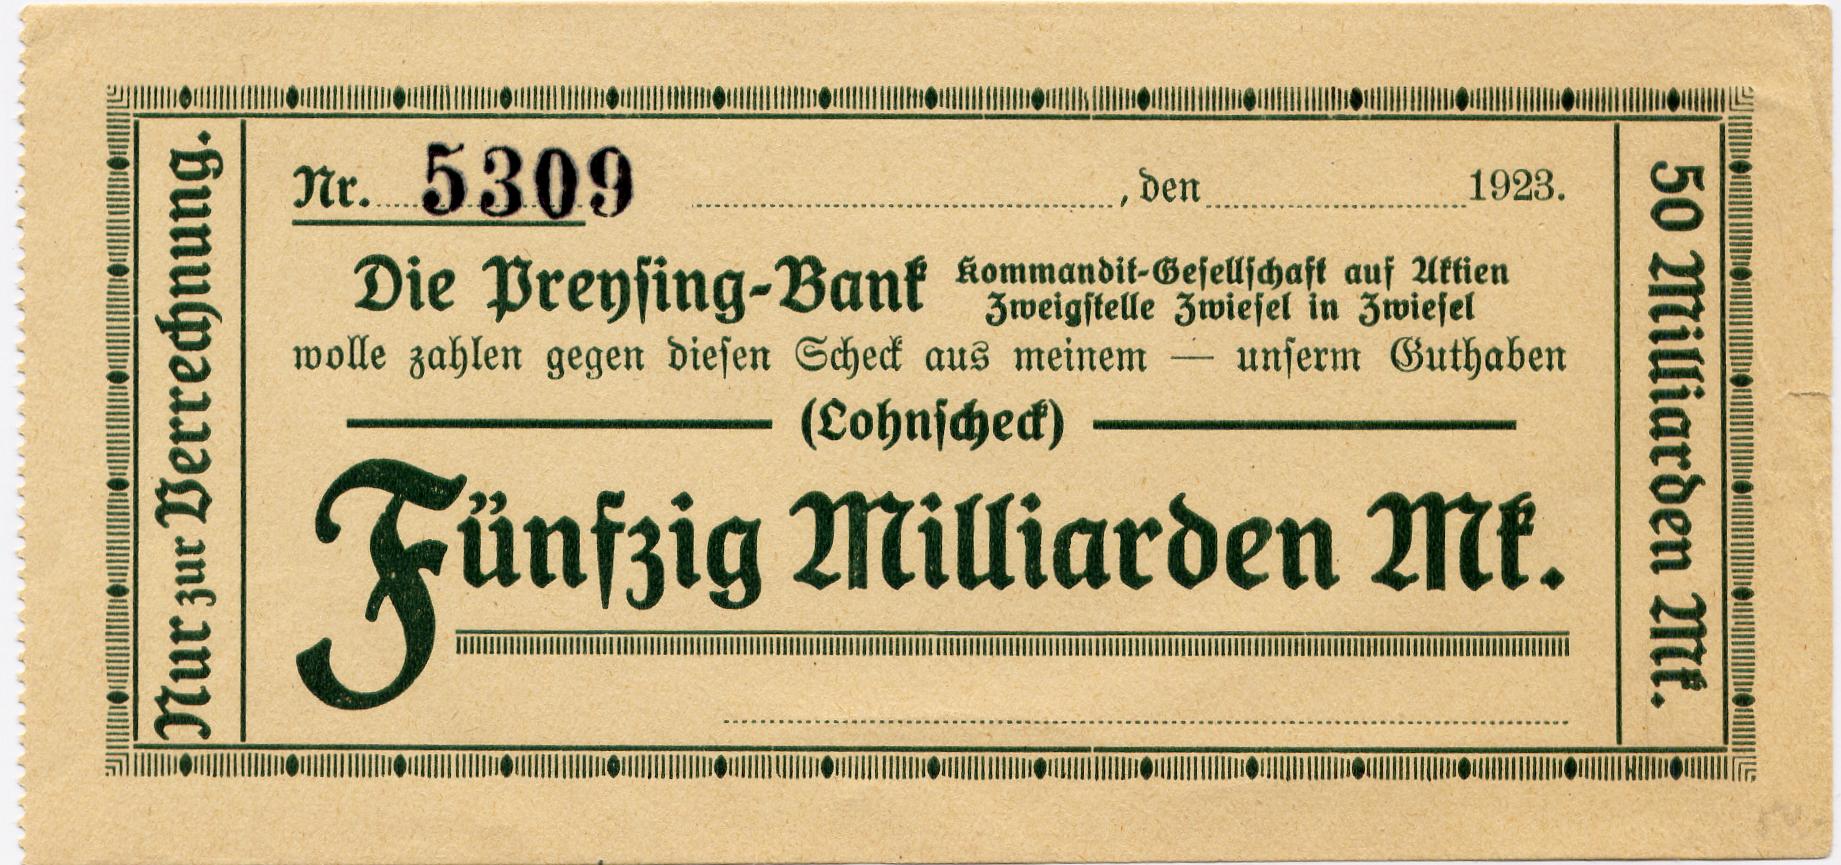 Nur zur Verrechnung.
Nr. 5309 , den 1923.
Die Preysing-Bank Kommandit-Gesellschaft auf Aktien
Zweigstelle Zwiesel in Zwiesel
wolle zahlen gegen diesen Scheck aus meinem — unserm Guthaben
(Lohnscheck)
Fünfzig Milliarden Mk.
50 Milliarden Mk.